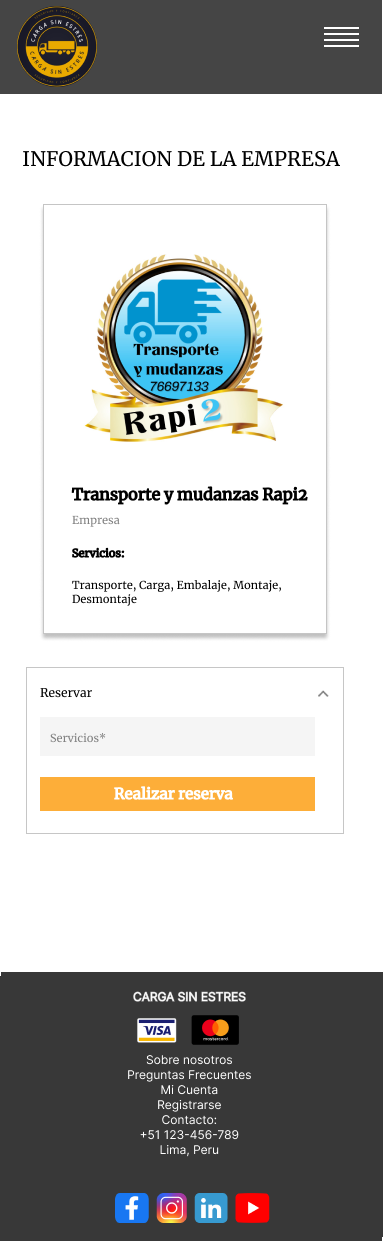 CARGA SIN ESTRES
CARGA SIN ESTRES
INFORMACION DE LA EMPRESA
Transporte
y mudanzas
76697133
Rapi2
Transporte y mudanzas Rapi2
Empresa
Servicios:
Transporte, Carga, Embalaje, Montaje,
Desmontaje
Reservar
Servicios*
Realizar reserva
CARGA SIN ESTRES
VISA
mastercard
Sobre nosotros
Preguntas Frecuentes
Mi Cuenta
Registrarse
Contacto:
+51 123-456-789
Lima, Peru